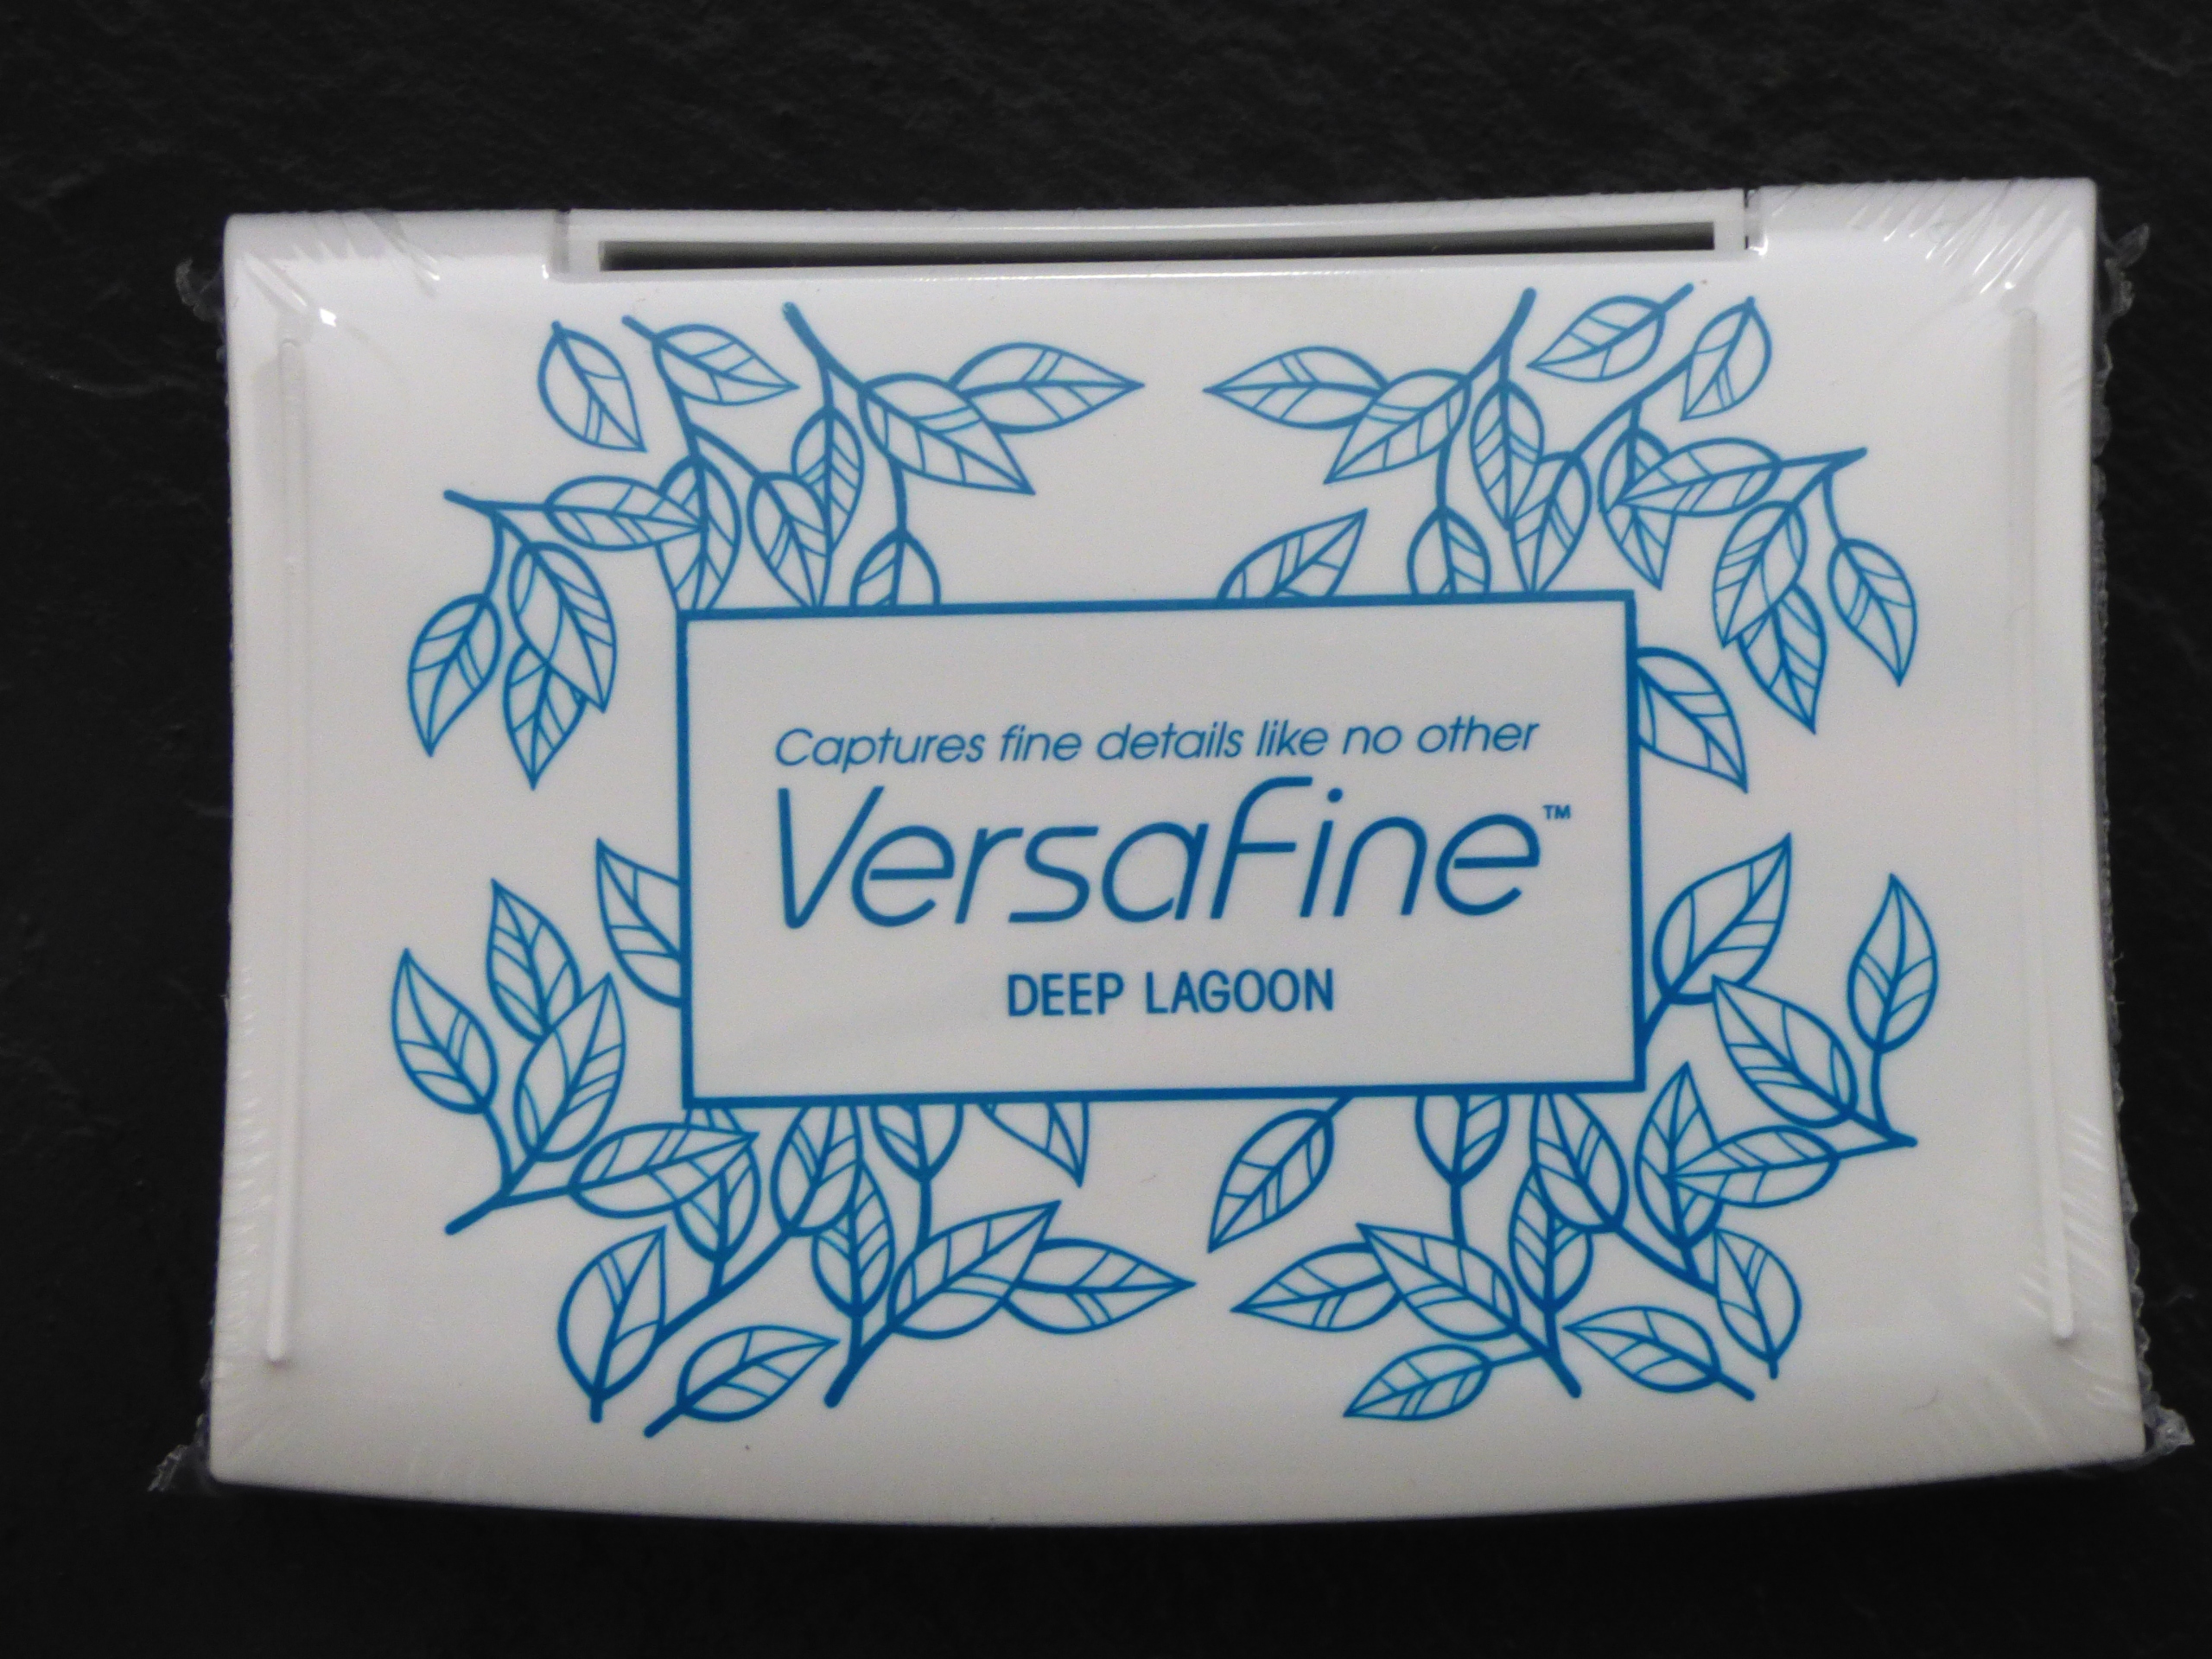 Captures fine details like no other
VersaFine™
DEEP LAGOON